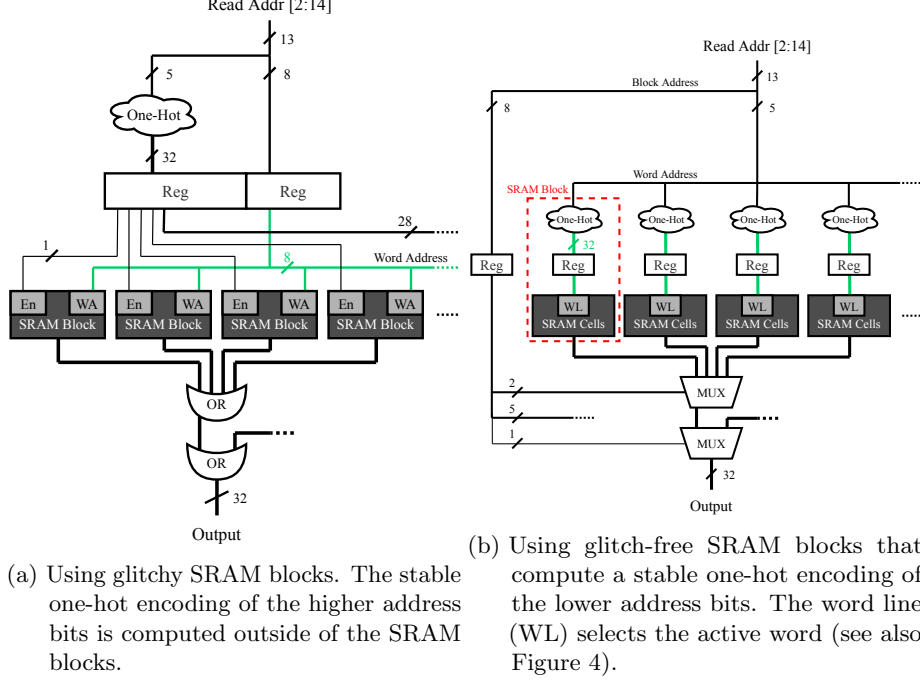 Read Addr [2:14]
13
5
8
One-Hot
32
Reg
Reg
28
1
Word Address
8
En
WA
En
WA
En
WA
En
WA
SRAM Block
SRAM Block
SRAM Block
SRAM Block
OR
OR
32
Output
(a) Using glitchy SRAM blocks. The stable
one-hot encoding of the higher address
bits is computed outside of the SRAM
blocks.
Read Addr [2:14]
13
Block Address
8
5
Word Address
SRAM Block
One-Hot
One-Hot
One-Hot
One-Hot
32
Reg
Reg
Reg
Reg
Reg
WL
WL
WL
WL
SRAM Cells
SRAM Cells
SRAM Cells
SRAM Cells
2
MUX
5
1
MUX
32
Output
(b) Using glitch-free SRAM blocks that
compute a stable one-hot encoding of
the lower address bits. The word line
(WL) selects the active word (see also
Figure 4).